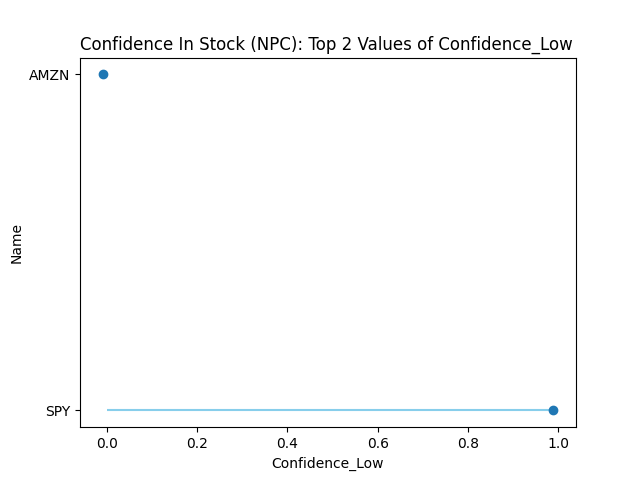 Confidence In Stock (NPC): Top 2 Values of Confidence_Low
AMZN
Name
SPY
0.0 0.2 0.4 0.6 0.8 1.0
Confidence_Low